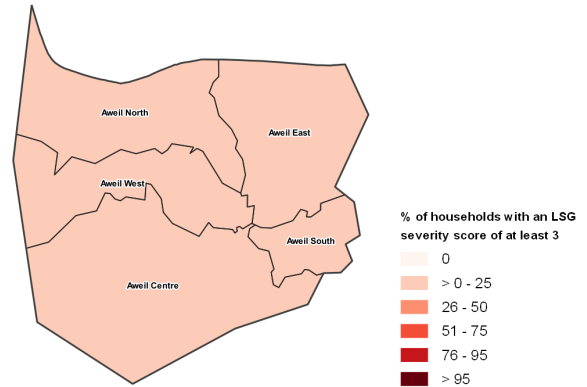 Aweil North
Aweil East
Aweil West
Aweil South
Aweil Centre
% of households with an LSG
severity score of at least 3
0
> 0 - 25
26 - 50
51 - 75
76 - 95
> 95